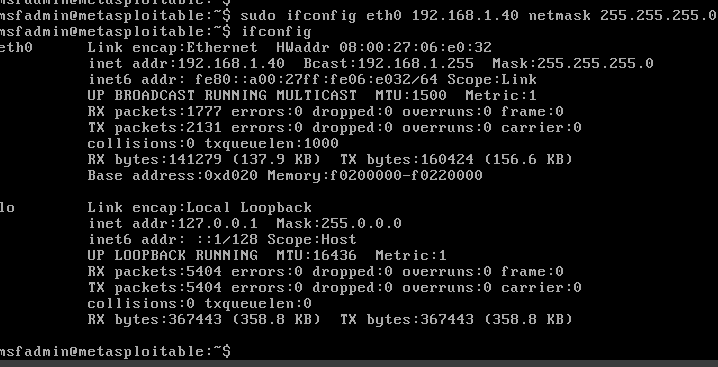 msfadmin@metasploitable:~$ sudo ifconfig eth0 192.168.1.40 netmask 255.255.255.0
msfadmin@metasploitable:~$ ifconfig
eth0      Link encap:Ethernet  HWaddr 08:00:27:06:e0:32
          inet addr:192.168.1.40  Bcast:192.168.1.255  Mask:255.255.255.0
          inet6 addr: fe80::a00:27ff:fe06:e032/64 Scope:Link
          UP BROADCAST RUNNING MULTICAST  MTU:1500  Metric:1
          RX packets:1777 errors:0 dropped:0 overruns:0 frame:0
          TX packets:2131 errors:0 dropped:0 overruns:0 carrier:0
          collisions:0 txqueuelen:1000
          RX bytes:141279 (137.9 KB)  TX bytes:160424 (156.6 KB)
          Base address:0xd020 Memory:f0200000-f0220000
lo        Link encap:Local Loopback
          inet addr:127.0.0.1  Mask:255.0.0.0
          inet6 addr: ::1/128 Scope:Host
          UP LOOPBACK RUNNING  MTU:16436  Metric:1
          RX packets:5404 errors:0 dropped:0 overruns:0 frame:0
          TX packets:5404 errors:0 dropped:0 overruns:0 carrier:0
          collisions:0 txqueuelen:0
          RX bytes:367443 (358.8 KB)  TX bytes:367443 (358.8 KB)
msfadmin@metasploitable:~$